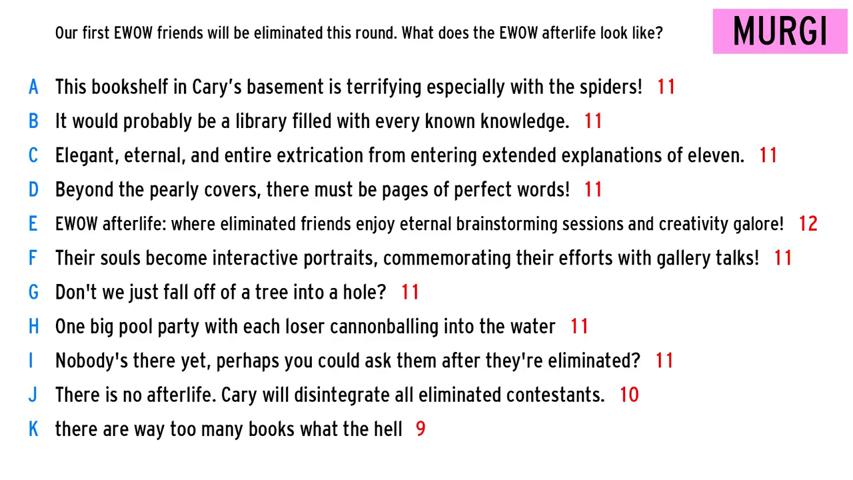 Our first EWOW friends will be eliminated this round. What does the EWOW afterlife look like?
MURGI
A This bookshelf in Cary's basement is terrifying especially with the spiders! 11
B It would probably be a library filled with every known knowledge. 11
C Elegant, eternal, and entire extrication from entering extended explanations of eleven. 11
D Beyond the pearly covers, there must be pages of perfect words! 11
E EWOW afterlife: where eliminated friends enjoy eternal brainstorming sessions and creativity galore! 12
F Their souls become interactive portraits, commemorating their efforts with gallery talks! 11
G Don't we just fall off of a tree into a hole? 11
H One big pool party with each loser cannonballing into the water 11
I Nobody's there yet, perhaps you could ask them after they're eliminated? 11
J There is no afterlife. Cary will disintegrate all eliminated contestants. 10
K there are way too many books what the hell 9